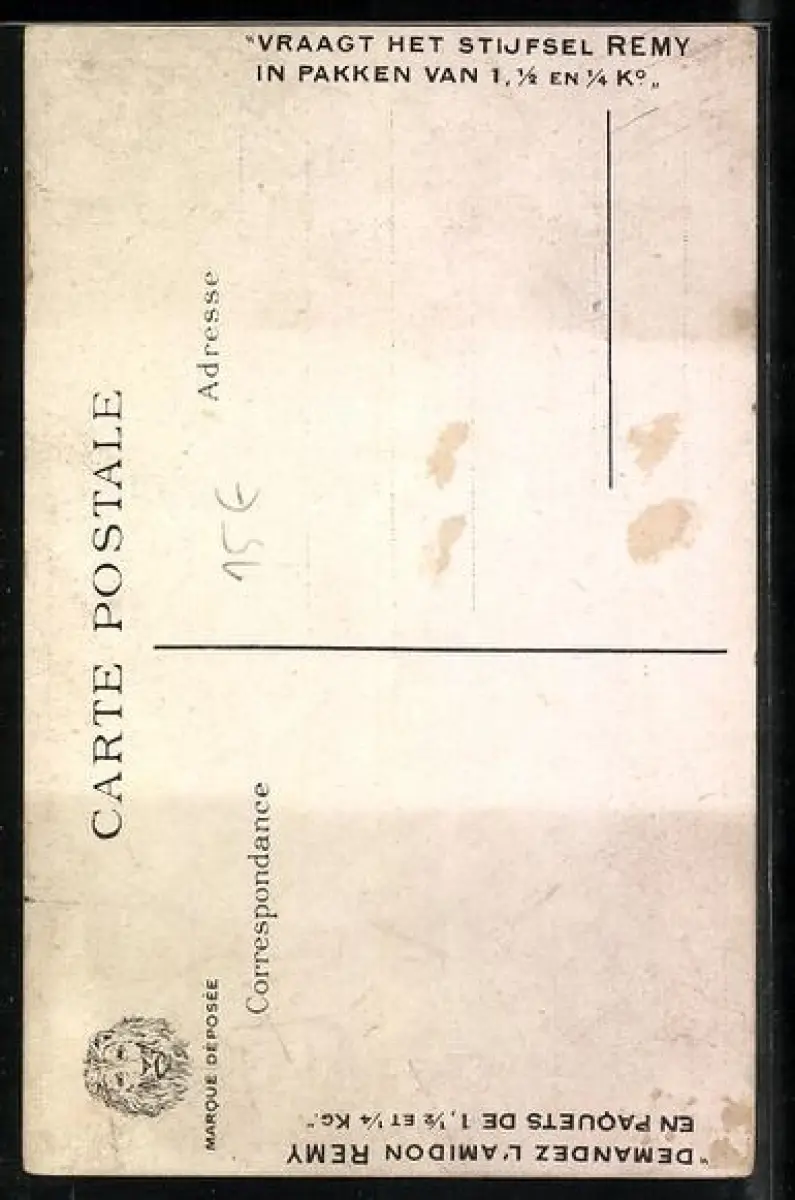 "VRAAGT HET STIJFSEL REMY
IN PAKKEN VAN 1, ½ EN ¼ Kº„
CARTE POSTALE
Adresse
15€
Correspondance
MARQUE DÉPOSÉE
"DEMANDEZ L'AMIDON REMY
EN PAQUETS DE 1, ½ ET ¼ KG."